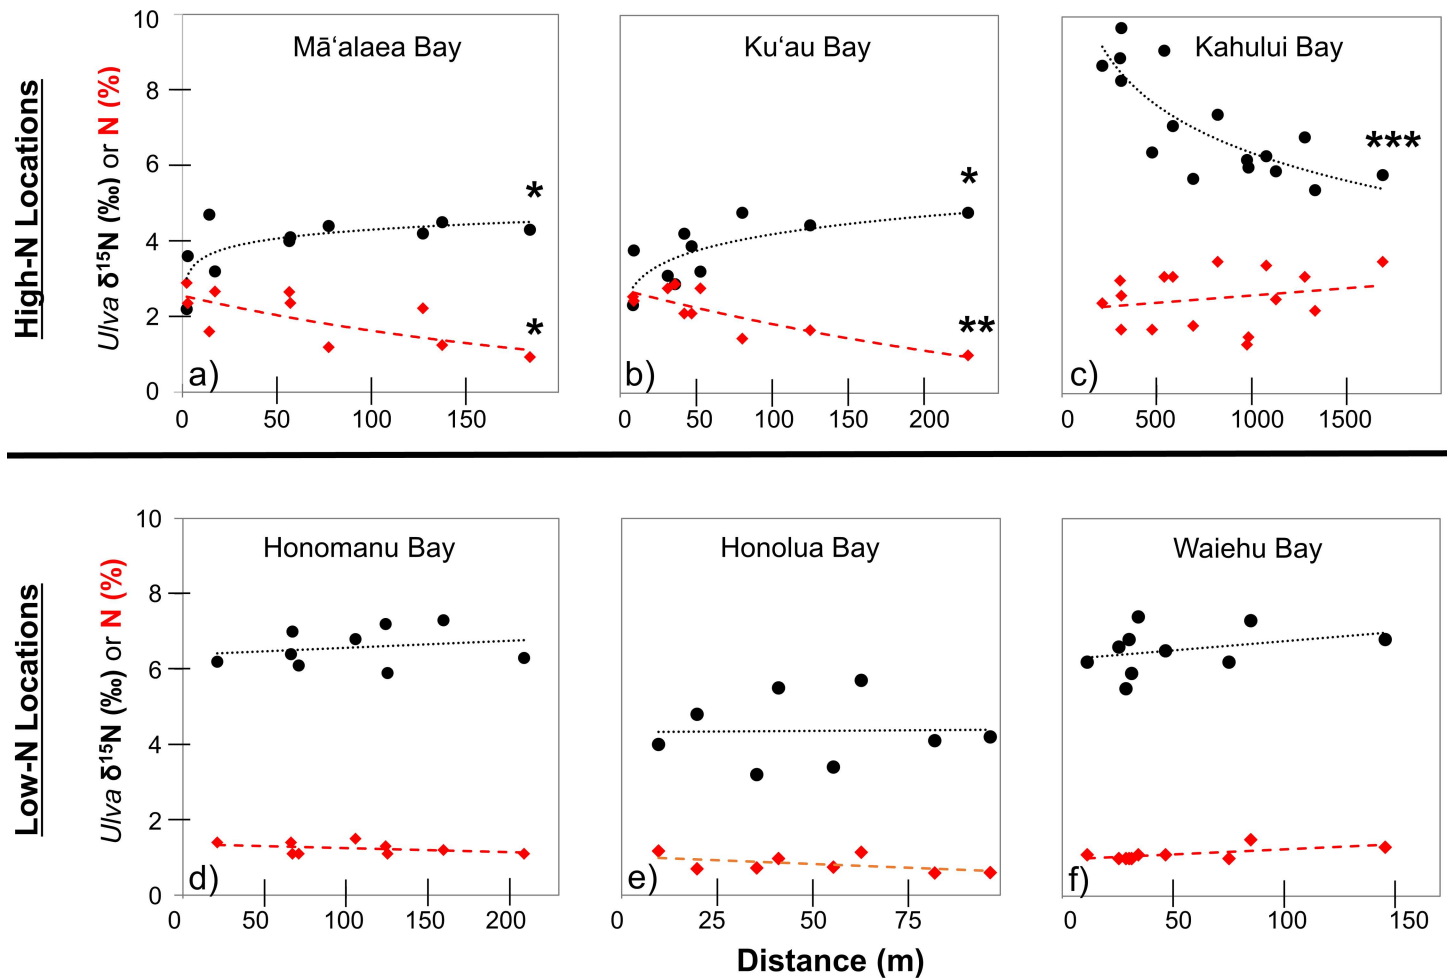 High-N Locations
Ulva δ¹⁵N (‰) or N (%)
10
8
6
4
2
0
Mā‘alaea Bay
*
*
a)
0 50 100 150
Ku‘au Bay
*
**
b)
0 50 100 150 200
Kahului Bay
***
c)
0 500 1000 1500
Low-N Locations
Ulva δ¹⁵N (‰) or N (%)
10
8
6
4
2
0
Honomanu Bay
d)
0 50 100 150 200
Honolua Bay
e)
0 25 50 75
Waiehu Bay
f)
0 50 100 150
Distance (m)